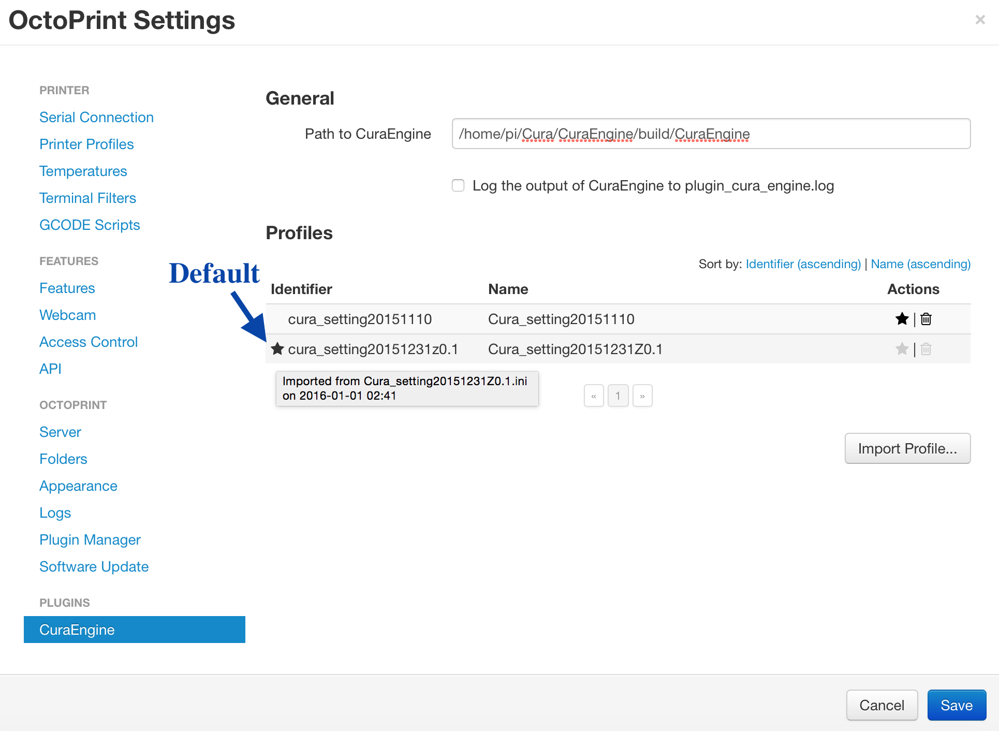 OctoPrint Settings
×
PRINTER
Serial Connection
Printer Profiles
Temperatures
Terminal Filters
GCODE Scripts
FEATURES
Features
Webcam
Access Control
API
OCTOPRINT
Server
Folders
Appearance
Logs
Plugin Manager
Software Update
PLUGINS
CuraEngine
General
Path to CuraEngine /home/pi/Cura/CuraEngine/build/CuraEngine
Log the output of CuraEngine to plugin_cura_engine.log
Profiles
Sort by: Identifier (ascending) | Name (ascending)
Default
Identifier Name Actions
cura_setting20151110 Cura_setting20151110 ★ |
★ cura_setting20151231z0.1 Cura_setting20151231Z0.1 ★ |
Imported from Cura_setting20151231Z0.1.ini
on 2016-01-01 02:41
« 1 »
Import Profile...
Cancel Save